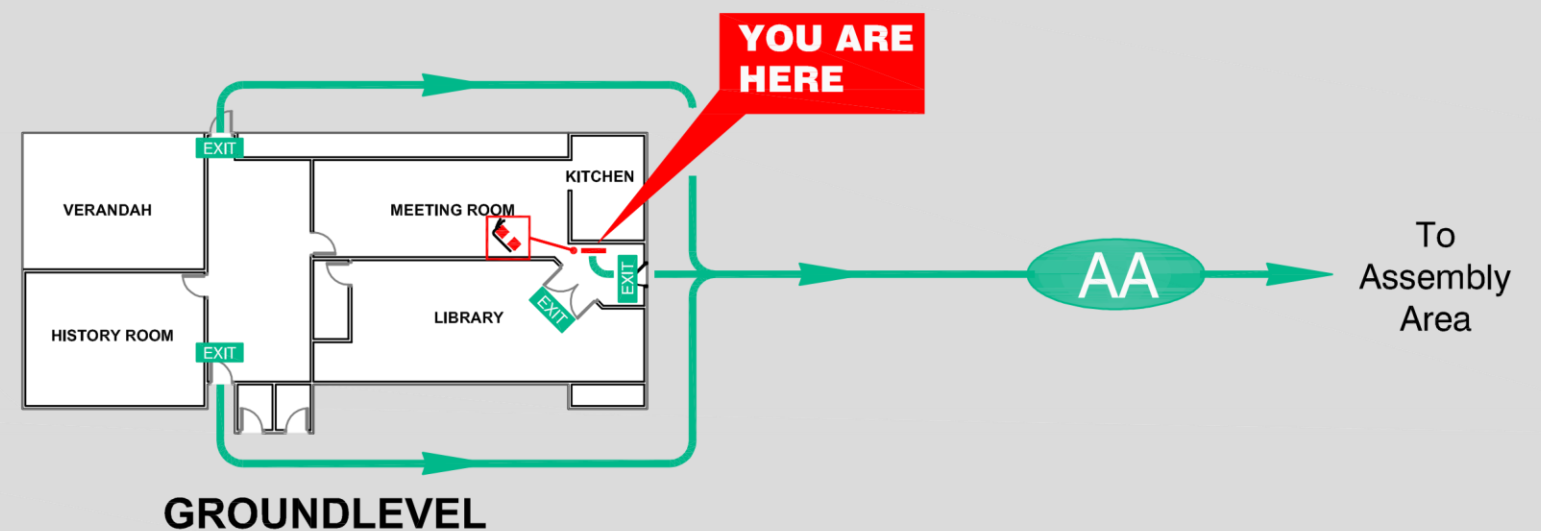 YOU ARE
HERE
EXIT
KITCHEN
VERANDAH
MEETING ROOM
To
Assembly
Area
AA
EXIT
EXIT
LIBRARY
HISTORY ROOM
EXIT
GROUNDLEVEL